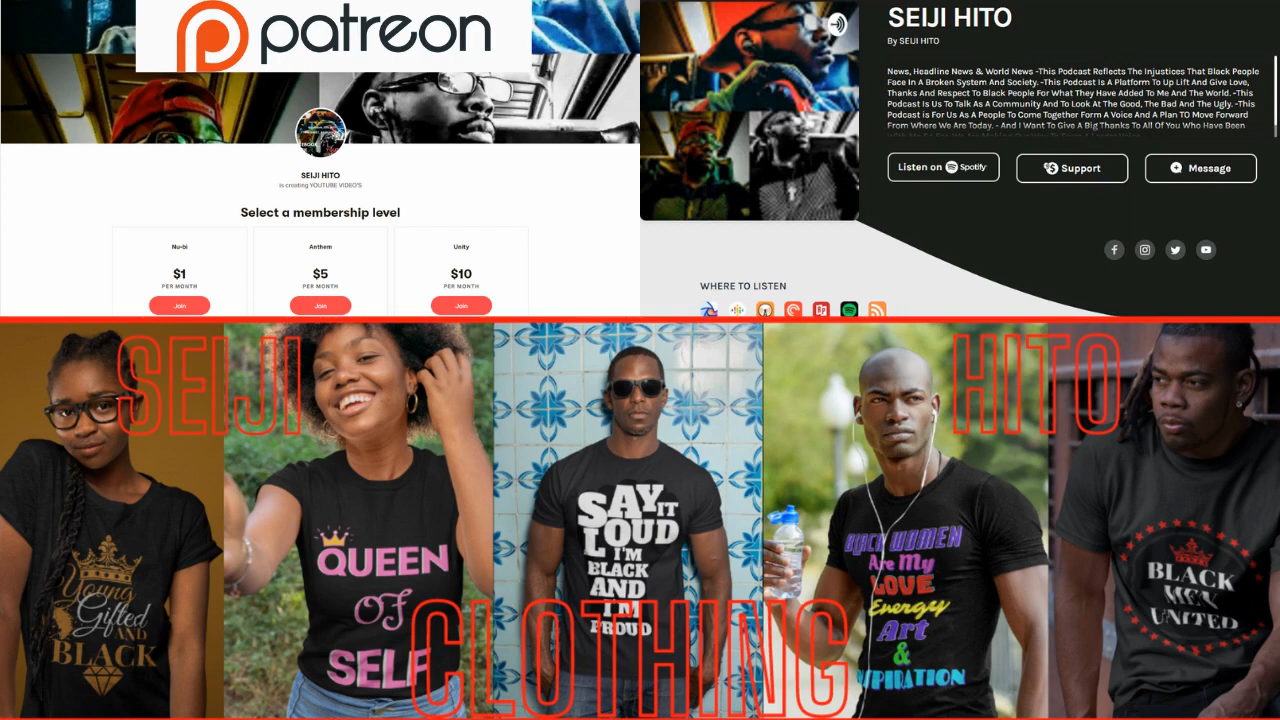 patreon
SEIJI HITO
is creating YOUTUBE VIDEO'S
Select a membership level
Nu-bi
$1
PER MONTH
Join
Anthem
$5
PER MONTH
Join
Unity
$10
PER MONTH
Join
SEIJI HITO
By SEIJI HITO
News, Headline News & World News -This Podcast Reflects The Injustices That Black People
Face In A Broken System And Society. -This Podcast Is A Platform To Up Lift And Give Love,
Thanks And Respect To Black People For What They Have Added To Me And The World. -This
Podcast Is Us To Talk As A Community And To Look At The Good, The Bad And The Ugly. -This
Podcast is For Us As A People To Come Together Form A Voice And A Plan TO Move Forward
From Where We Are Today. - And I Want To Give A Big Thanks To All Of You Who Have Been
Listen on Spotify
Support
Message
WHERE TO LISTEN
SEIJI HITO
CLOTHING
Young
Gifted
AND
BLACK
QUEEN
OF
SELF
SAY IT
LOUD
I'M
BLACK
AND
I'M
PROUD
BLACK WOMEN
Are My
LOVE
Energy
Art
&
INSPIRATION
BLACK
MEN
UNITED